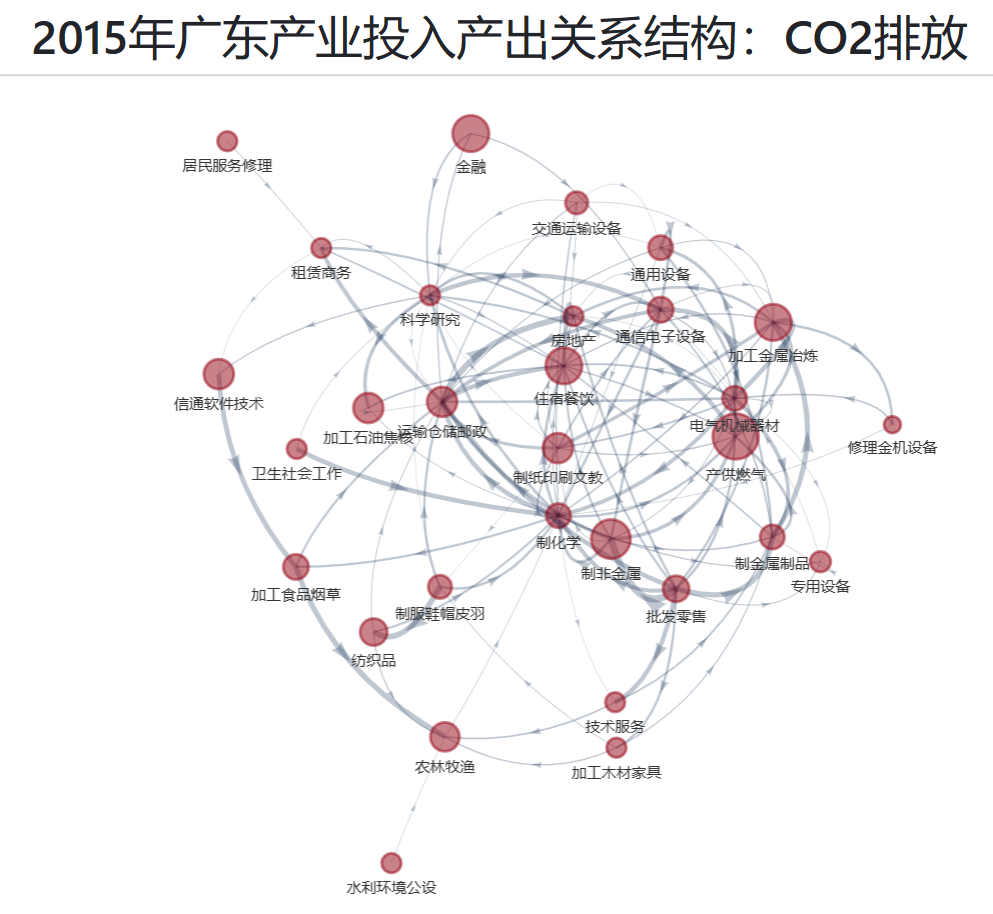 2015年广东产业投入产出关系结构：CO2排放
居民服务修理
金融
交通运输设备
租赁商务
通用设备
科学研究
房地产
通信电子设备
加工金属冶炼
信通软件技术
住宿餐饮
加工石油焦核
运输仓储邮政
电气机械器材
修理金机设备
卫生社会工作
制纸印刷文教
产供燃气
制化学
制非金属
制金属制品
专用设备
加工食品烟草
制服鞋帽皮羽
批发零售
纺织品
技术服务
农林牧渔
加工木材家具
水利环境公设